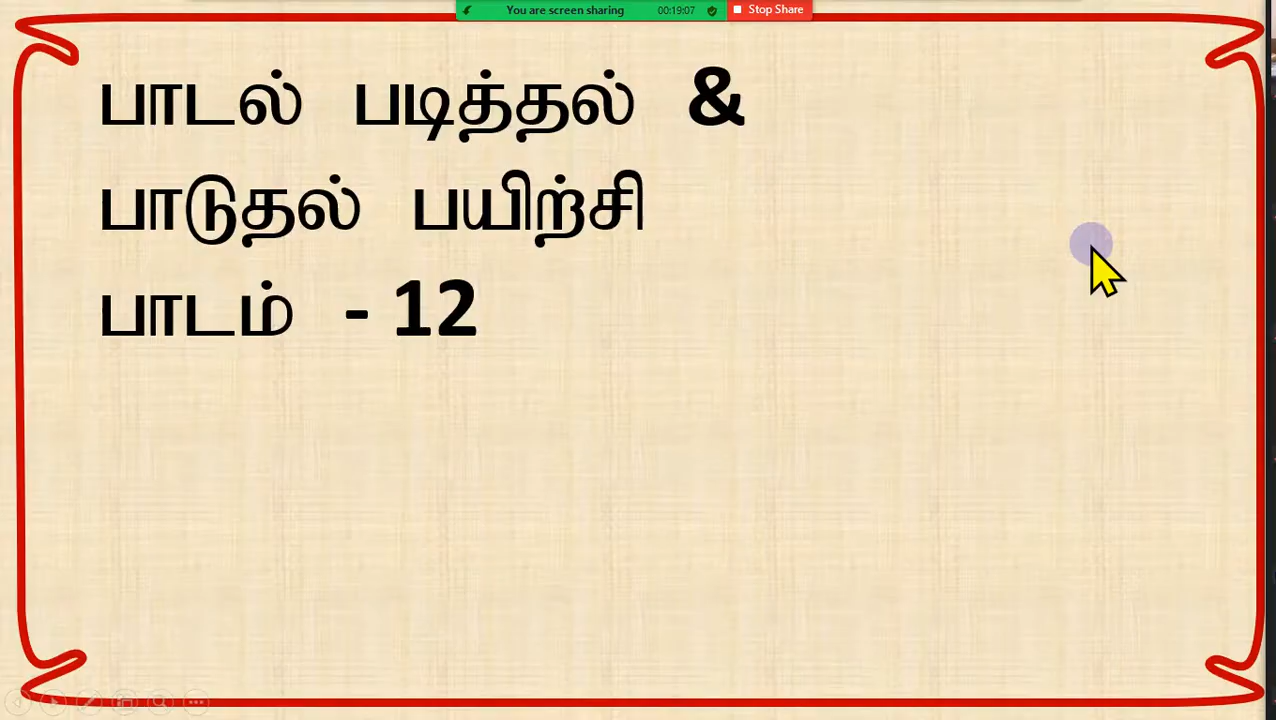 You are screen sharing 00:19:07 Stop Share
பாடல் படித்தல் &
பாடுதல் பயிற்சி
பாடம் - 12